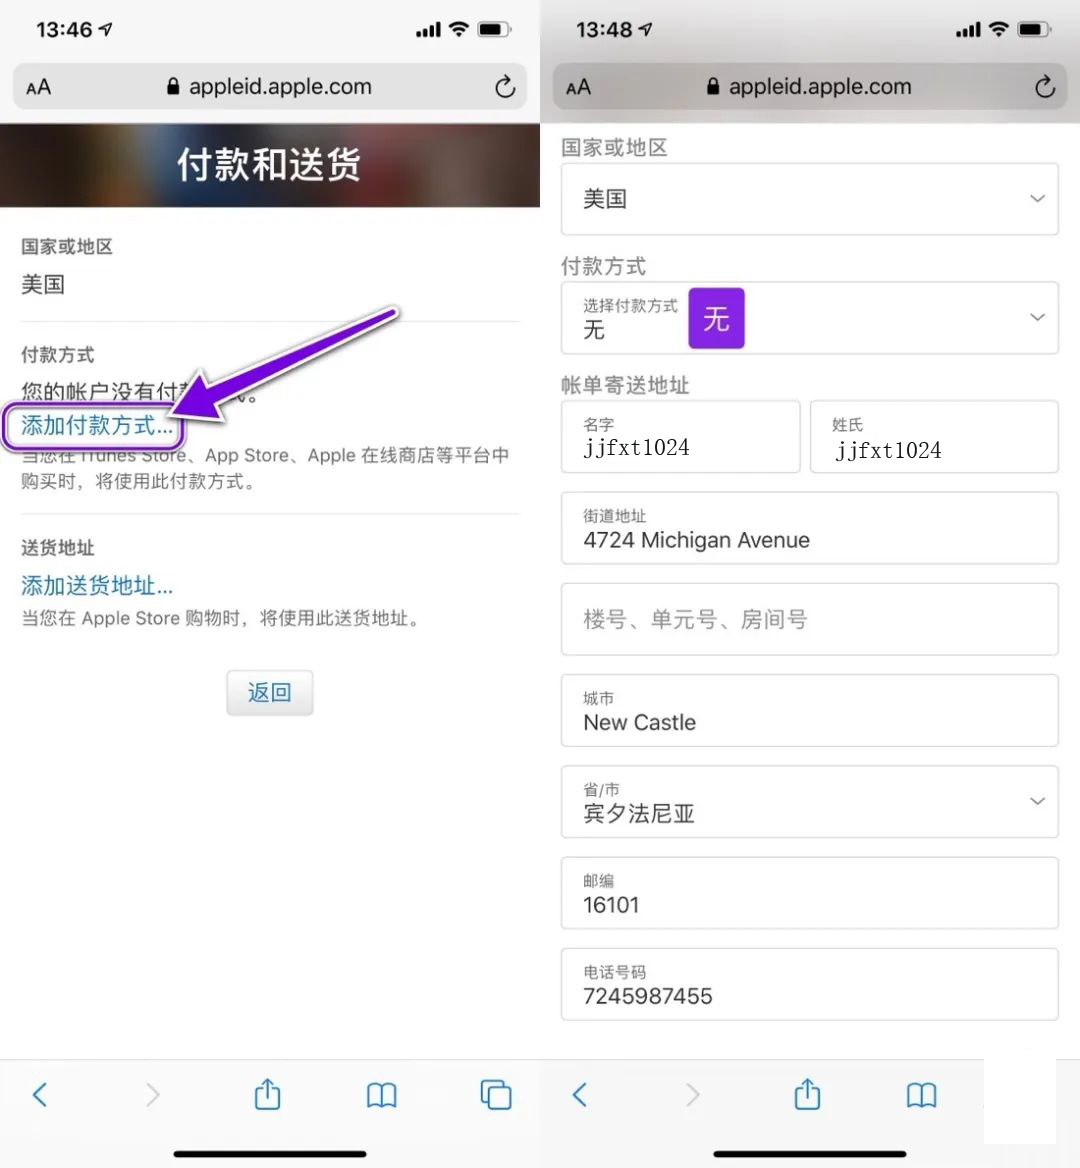 13:46
AA appleid.apple.com
付款和送货
国家或地区
美国
付款方式
您的帐户没有付
添加付款方式...
当您在 iTunes Store、App Store、Apple 在线商店等平台中
购买时，将使用此付款方式。
送货地址
添加送货地址...
当您在 Apple Store 购物时，将使用此送货地址。
返回
13:48
AA appleid.apple.com
国家或地区
美国
付款方式
选择付款方式
无
无
帐单寄送地址
名字
jjfxt1024
姓氏
jjfxt1024
街道地址
4724 Michigan Avenue
楼号、单元号、房间号
城市
New Castle
省/市
宾夕法尼亚
邮编
16101
电话号码
7245987455